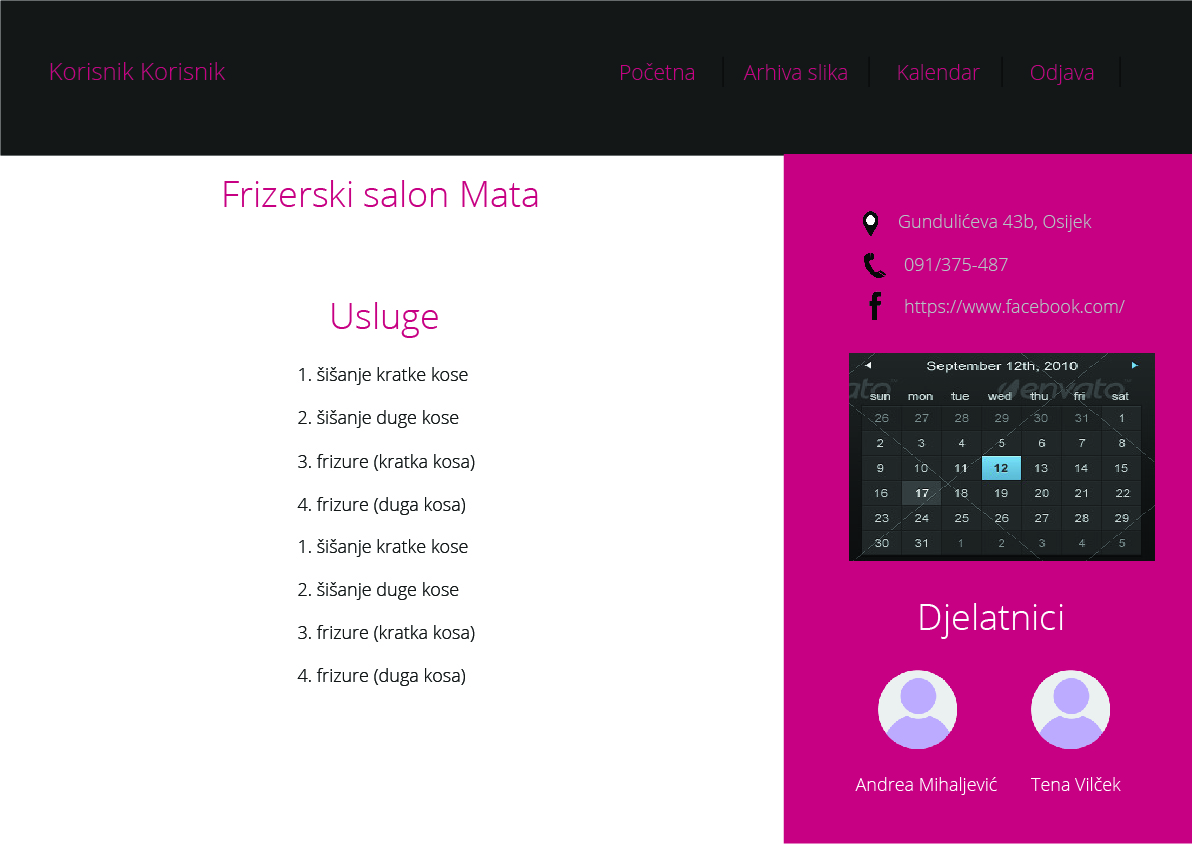 Korisnik Korisnik
Početna
Arhiva slika
Kalendar
Odjava
Frizerski salon Mata
Usluge
1. šišanje kratke kose
2. šišanje duge kose
3. frizure (kratka kosa)
4. frizure (duga kosa)
1. šišanje kratke kose
2. šišanje duge kose
3. frizure (kratka kosa)
4. frizure (duga kosa)
Gundulićeva 43b, Osijek
091/375-487
https://www.facebook.com/
September 12th, 2010
envato
sun mon tue wed thu fri sat
26 27 28 29 30 31 1
2 3 4 5 6 7 8
9 10 11 12 13 14 15
16 17 18 19 20 21 22
23 24 25 26 27 28 29
30 31 1 2 3 4 5
Djelatnici
Andrea Mihaljević
Tena Vilček